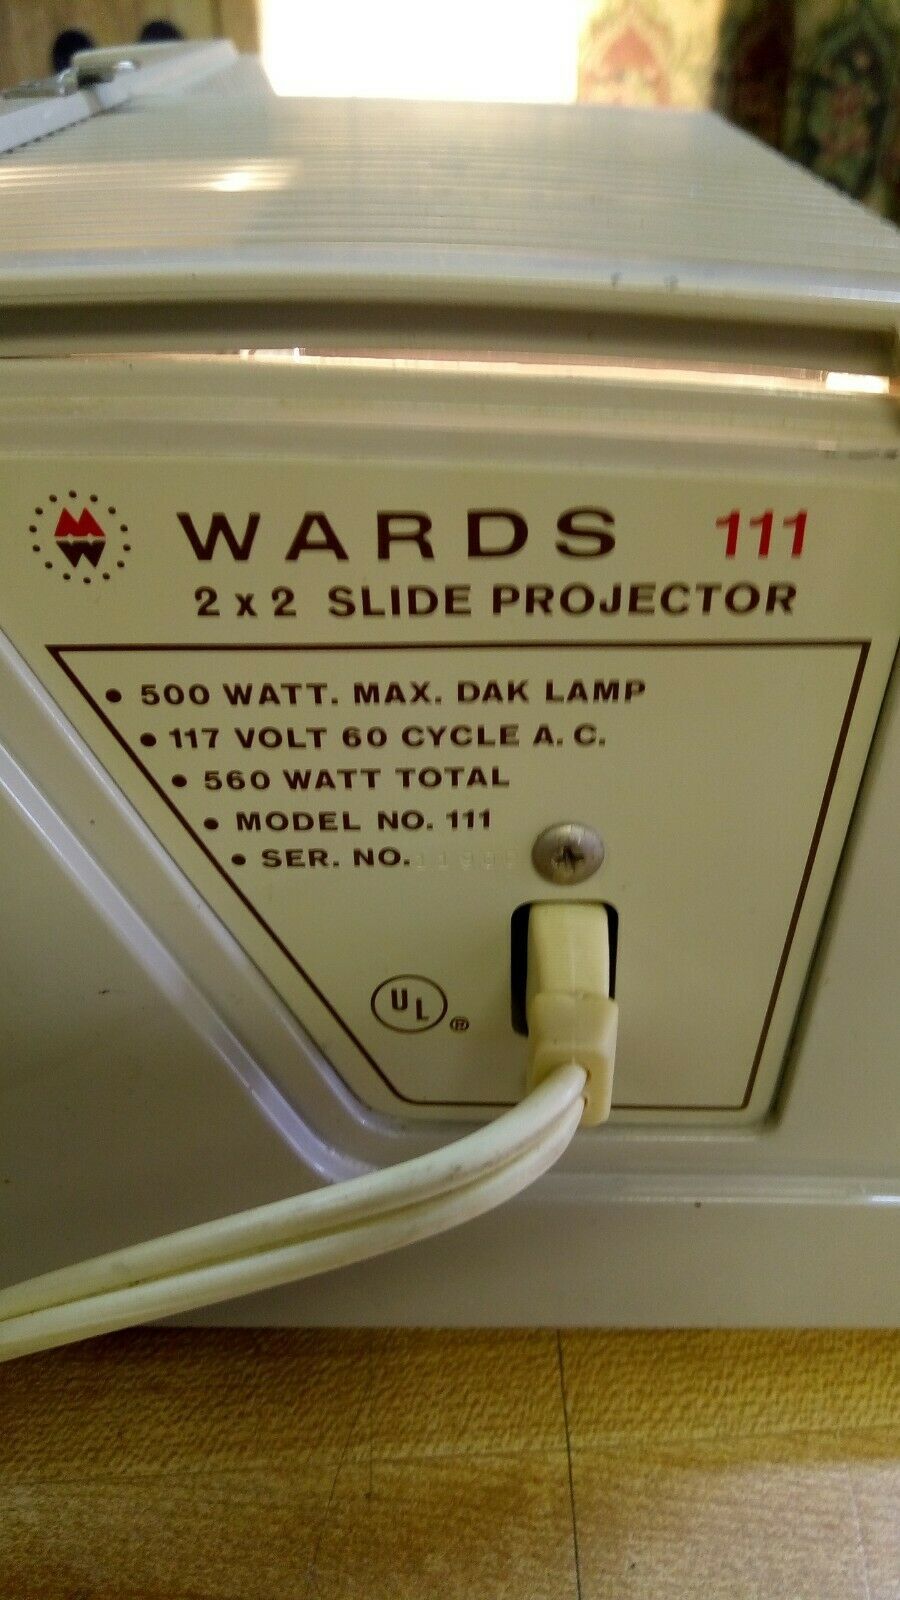 M
W
WARDS 111
2 x 2 SLIDE PROJECTOR
• 500 WATT. MAX. DAK LAMP
• 117 VOLT 60 CYCLE A. C.
• 560 WATT TOTAL
• MODEL NO. 111
• SER. NO.
UL ®